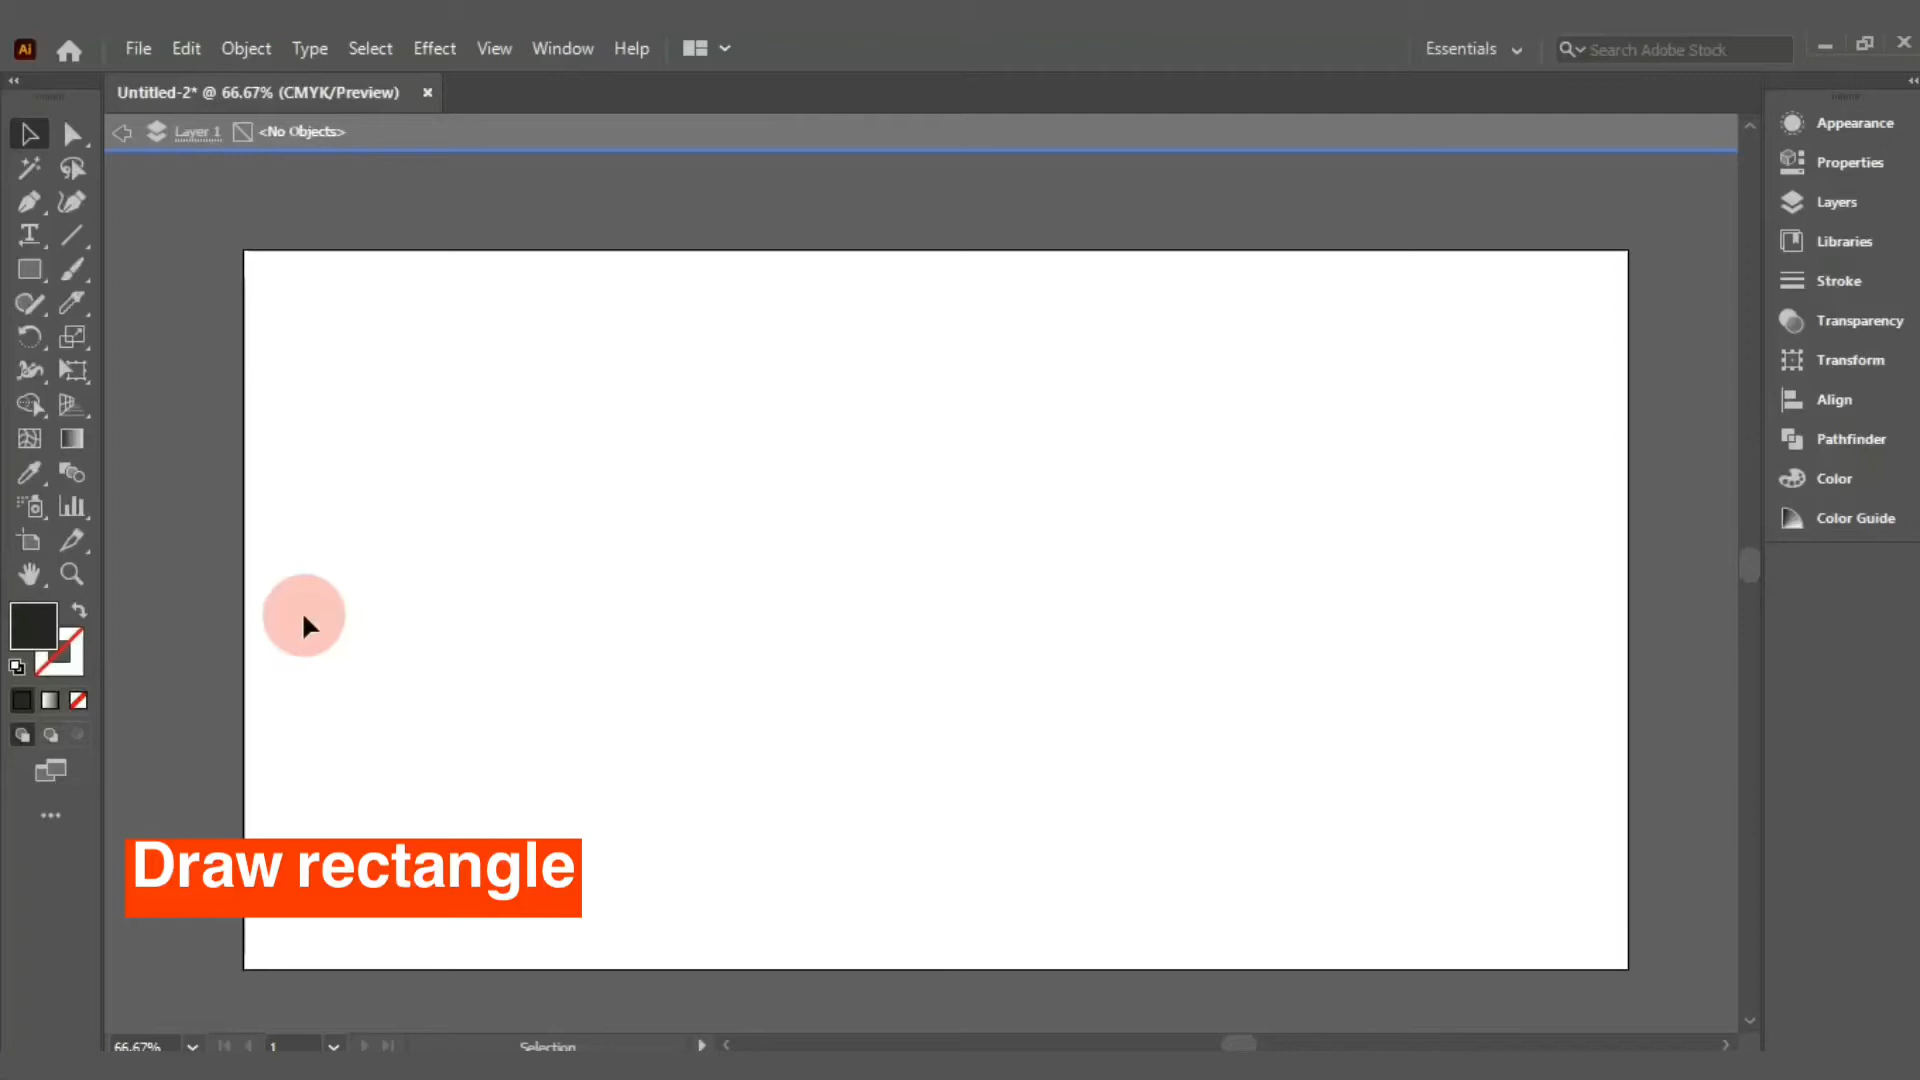 Ai
File Edit Object Type Select Effect View Window Help
Essentials
Search Adobe Stock
Untitled-2* @ 66.67% (CMYK/Preview) ×
Layer 1 <No Objects>
Appearance
Properties
Layers
Libraries
Stroke
Transparency
Transform
Align
Pathfinder
Color
Color Guide
Draw rectangle
66.67%
1
Selection